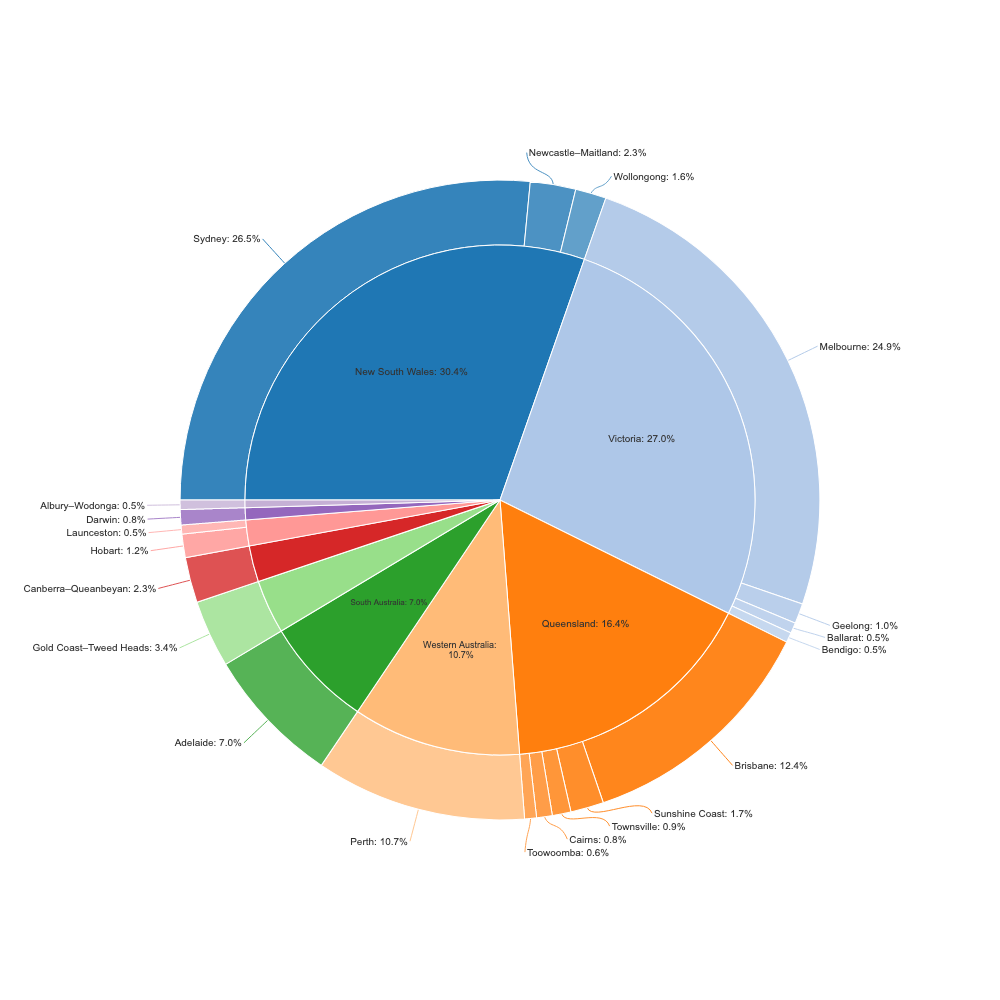 Newcastle–Maitland: 2.3%
Wollongong: 1.6%
Sydney: 26.5%
Melbourne: 24.9%
New South Wales: 30.4%
Victoria: 27.0%
Albury–Wodonga: 0.5%
Darwin: 0.8%
Launceston: 0.5%
Hobart: 1.2%
Canberra–Queanbeyan: 2.3%
South Australia: 7.0%
Queensland: 16.4%
Geelong: 1.0%
Ballarat: 0.5%
Bendigo: 0.5%
Gold Coast–Tweed Heads: 3.4%
Western Australia:
10.7%
Adelaide: 7.0%
Brisbane: 12.4%
Sunshine Coast: 1.7%
Townsville: 0.9%
Cairns: 0.8%
Perth: 10.7%
Toowoomba: 0.6%